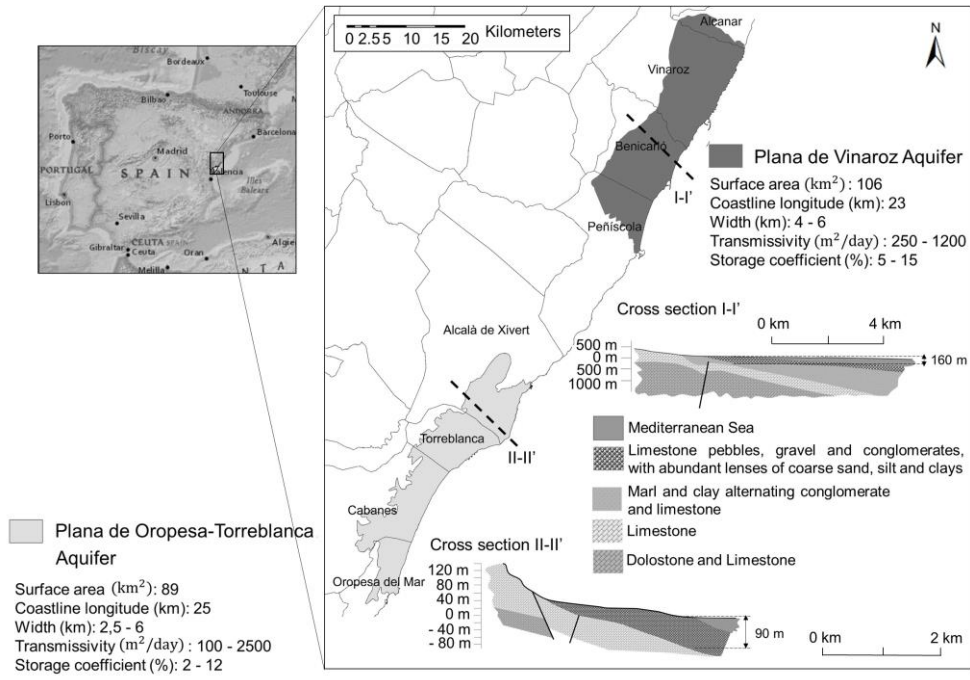 Biscay
Bordeaux
Toulouse
Bilbao
ANDORRA
Porto
Barcelona
Madrid
PORTUGAL
SPAIN
Valencia
Illes
Balears
Lisbon
Sevilla
Gibraltar
CEUTA SPAIN
Ceuta
Oran
Melilla
Algie
N T A
0 2.5 5 10 15 20 Kilometers
N
Alcanar
Vinaroz
Benicarló
I-I'
Peñíscola
Plana de Vinaroz Aquifer
Surface area (km²) : 106
Coastline longitude (km): 23
Width (km): 4 - 6
Transmissivity (m²/day) : 250 - 1200
Storage coefficient (%): 5 - 15
Cross section I-I'
0 km 4 km
500 m
0 m
500 m
1000 m
160 m
Alcalà de Xivert
Torreblanca
II-II'
Cabanes
Oropesa del Mar
Mediterranean Sea
Limestone pebbles, gravel and conglomerates,
with abundant lenses of coarse sand, silt and clays
Marl and clay alternating conglomerate
and limestone
Limestone
Dolostone and Limestone
Plana de Oropesa-Torreblanca
Aquifer
Surface area (km²): 89
Coastline longitude (km): 25
Width (km): 2,5 - 6
Transmissivity (m²/day) : 100 - 2500
Storage coefficient (%): 2 - 12
Cross section II-II'
120 m
80 m
40 m
0 m
- 40 m
- 80 m
90 m
0 km 2 km